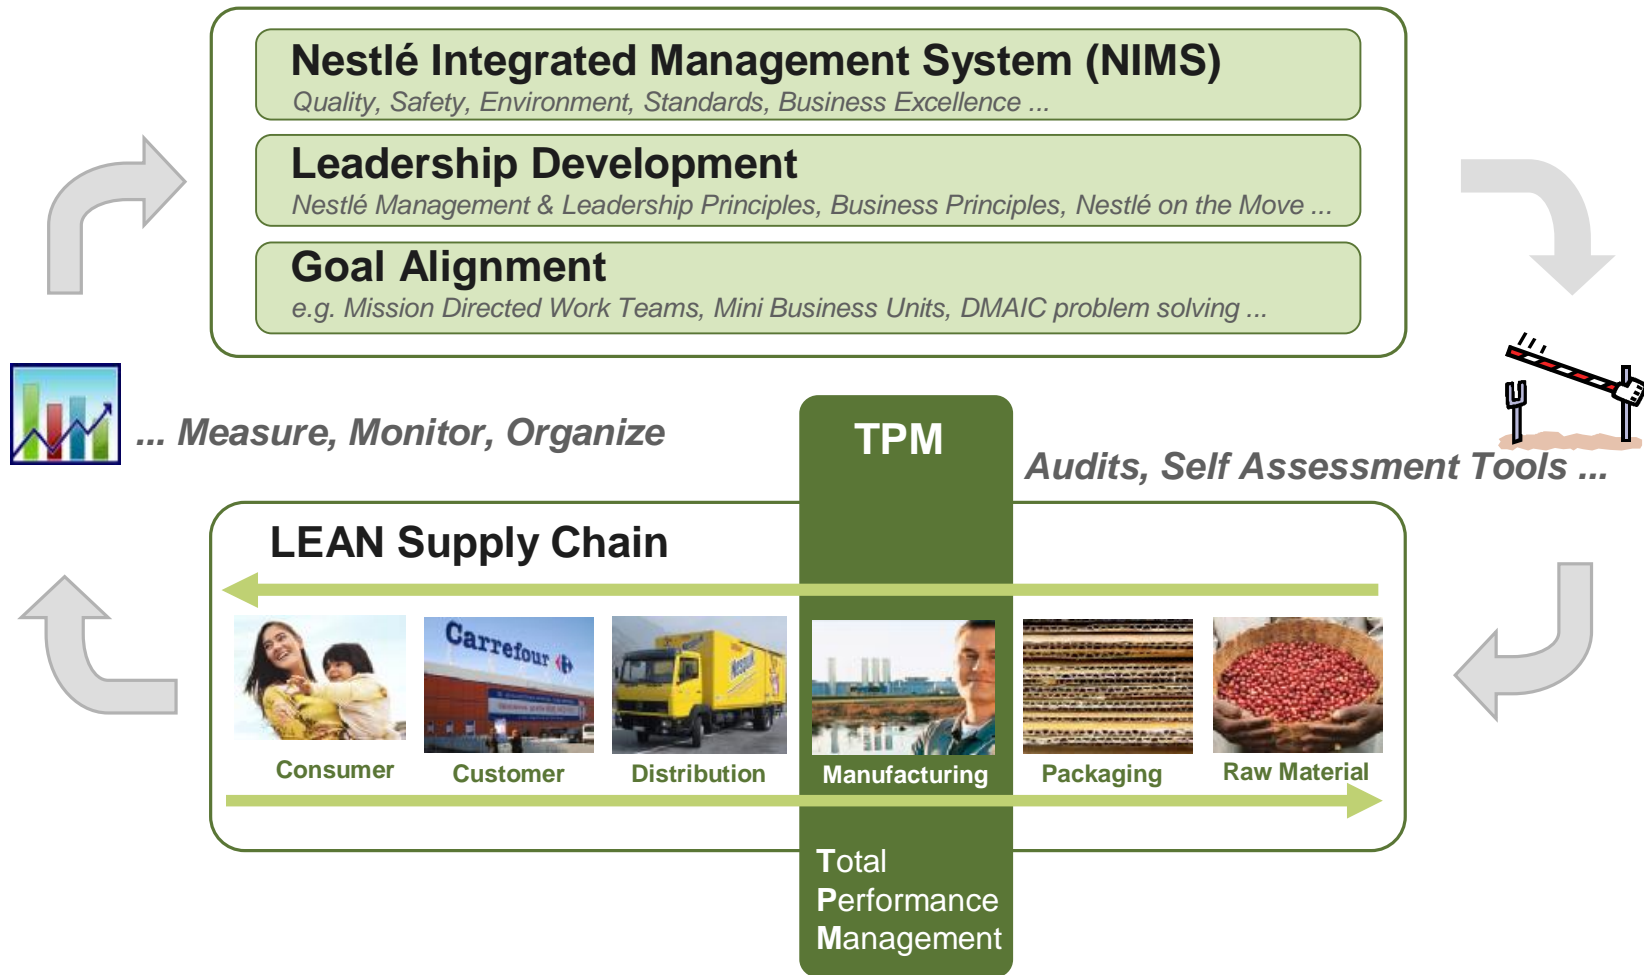 Nestlé Integrated Management System (NIMS)
Quality, Safety, Environment, Standards, Business Excellence ...
Leadership Development
Nestlé Management & Leadership Principles, Business Principles, Nestlé on the Move ...
Goal Alignment
e.g. Mission Directed Work Teams, Mini Business Units, DMAIC problem solving ...
... Measure, Monitor, Organize
TPM
Audits, Self Assessment Tools ...
LEAN Supply Chain
Carrefour
Nesquik
Consumer
Customer
Distribution
Manufacturing
Packaging
Raw Material
Total
Performance
Management